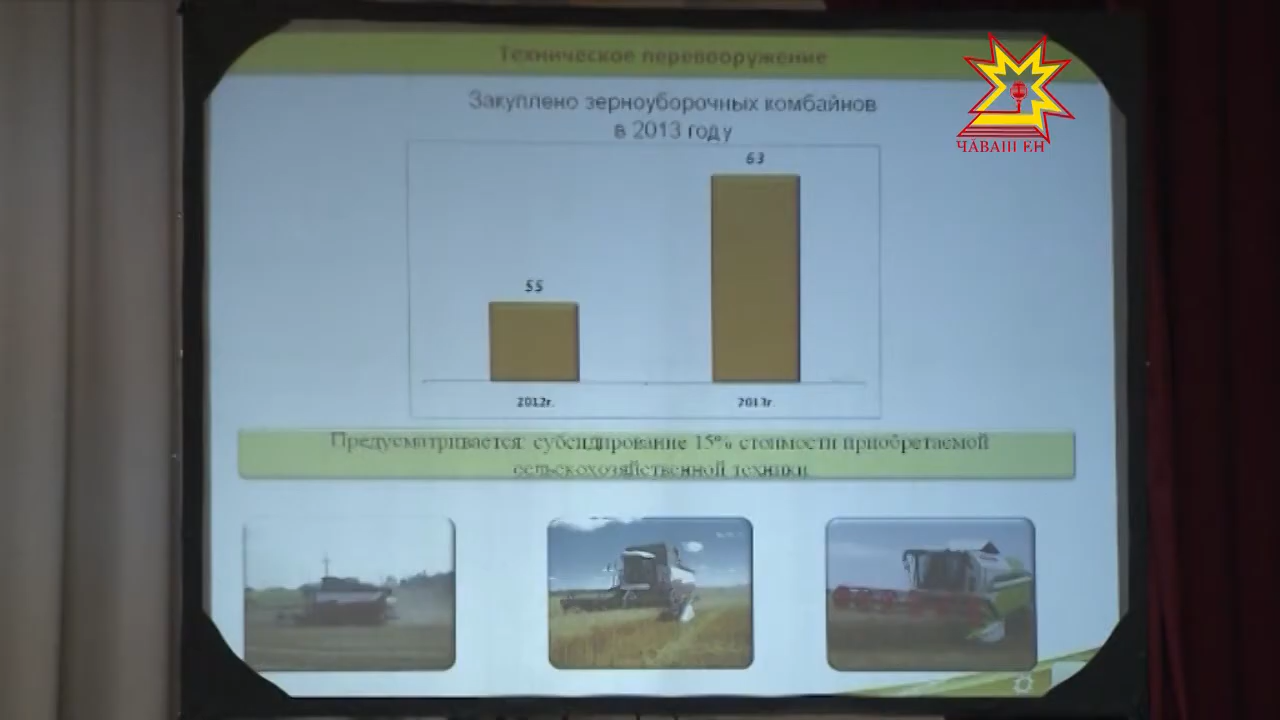 Техническое перевооружение
Закуплено зерноуборочных комбайнов
в 2013 году
63
55
2012г.
2013г
Предусматривается: субсидирование 15% стоимости приобретаемой
сельскохозяйственной техники
ЧӐВАШ ЕН